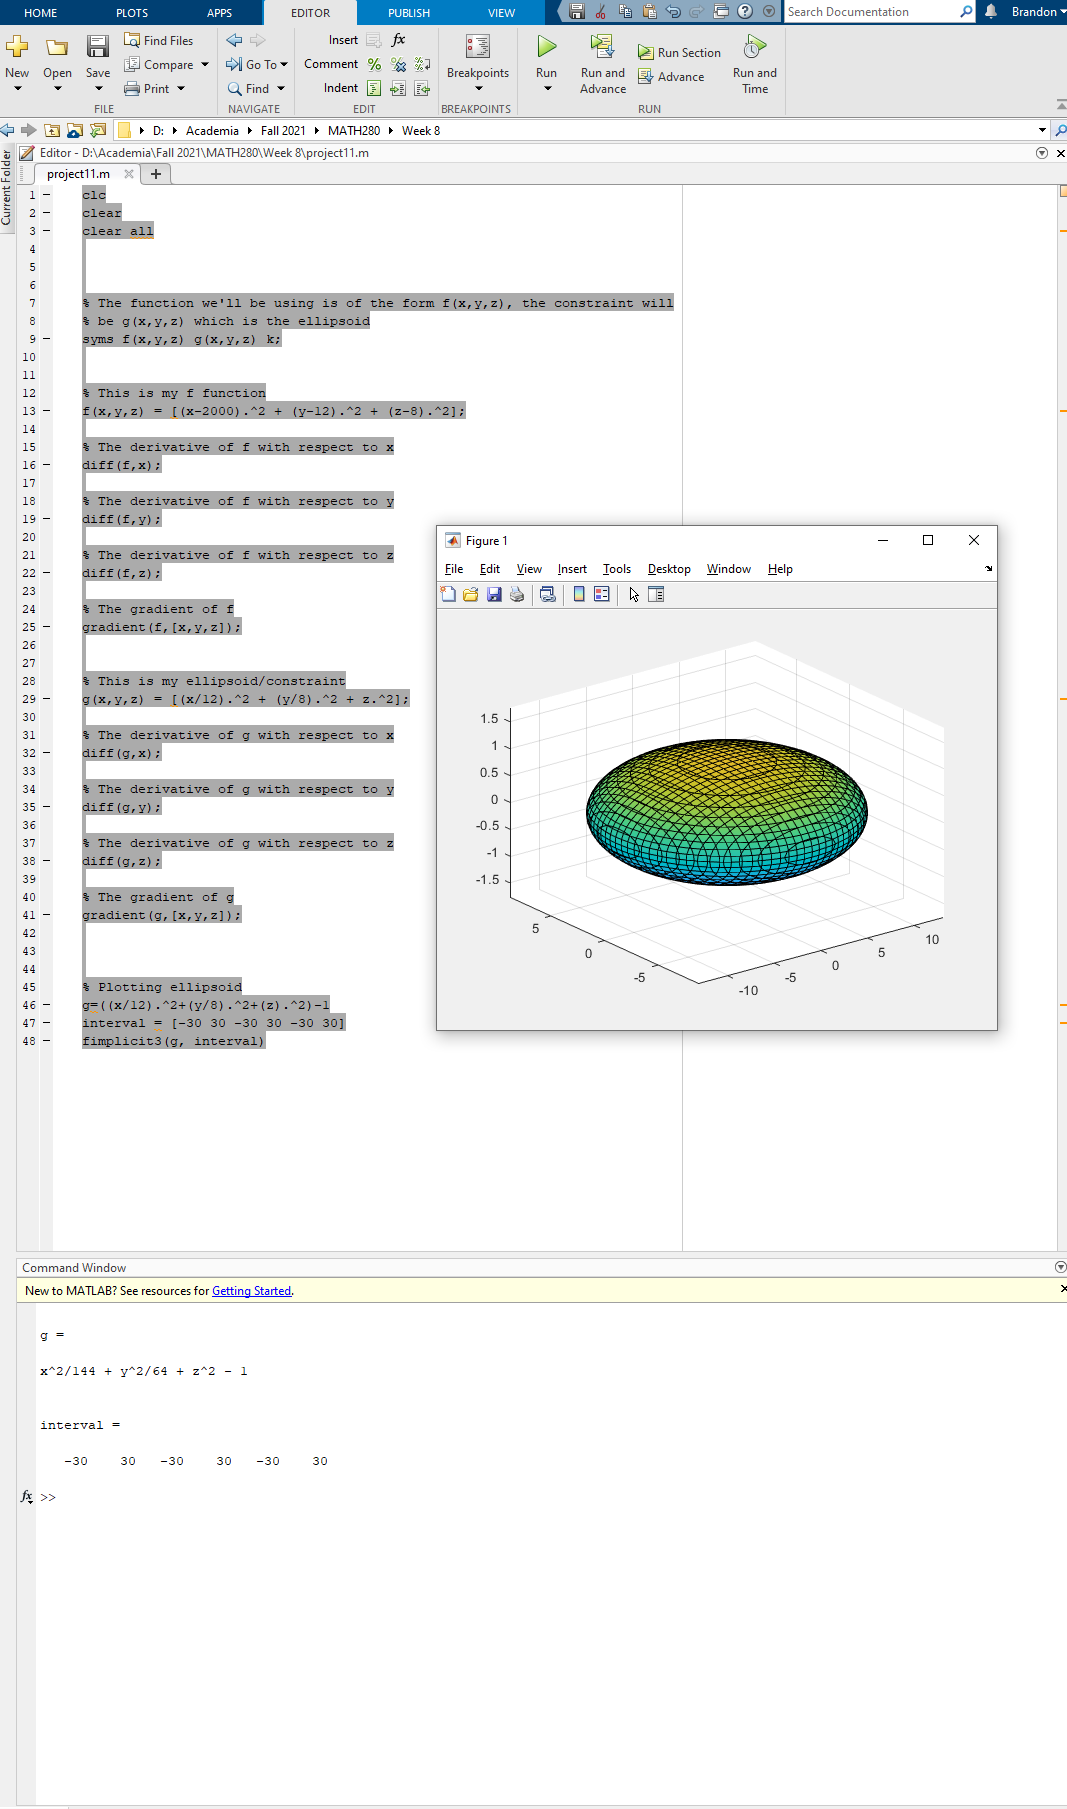 HOME PLOTS APPS EDITOR PUBLISH VIEW Search Documentation Brandon
New Open Save Find Files Compare Print
FILE
Go To Find
NAVIGATE
Insert fx
Comment % %
Indent
EDIT
Breakpoints
BREAKPOINTS
Run Run and Advance Run Section Advance Run and Time
RUN
D: Academia Fall 2021 MATH280 Week 8
Current Folder
Editor - D:\Academia\Fall 2021\MATH280\Week 8\project11.m
project11.m +
1 – clc
2 – clear
3 – clear all
4
5
6
7 % The function we'll be using is of the form f(x,y,z), the constraint will
8 % be g(x,y,z) which is the ellipsoid
9 – syms f(x,y,z) g(x,y,z) k;
10
11
12 % This is my f function
13 – f(x,y,z) = [(x-2000).^2 + (y-12).^2 + (z-8).^2];
14
15 % The derivative of f with respect to x
16 – diff(f,x);
17
18 % The derivative of f with respect to y
19 – diff(f,y);
20
21 % The derivative of f with respect to z
22 – diff(f,z);
23
24 % The gradient of f
25 – gradient(f,[x,y,z]);
26
27
28 % This is my ellipsoid/constraint
29 – g(x,y,z) = [(x/12).^2 + (y/8).^2 + z.^2];
30
31 % The derivative of g with respect to x
32 – diff(g,x);
33
34 % The derivative of g with respect to y
35 – diff(g,y);
36
37 % The derivative of g with respect to z
38 – diff(g,z);
39
40 % The gradient of g
41 – gradient(g,[x,y,z]);
42
43
44
45 % Plotting ellipsoid
46 – g=((x/12).^2+(y/8).^2+(z).^2)-1
47 – interval = [-30 30 -30 30 -30 30]
48 – fimplicit3(g, interval)
Figure 1
File Edit View Insert Tools Desktop Window Help
1.5
1
0.5
0
-0.5
-1
-1.5
5
0
-5
-10
-5
0
5
10
Command Window
New to MATLAB? See resources for Getting Started.
g =
x^2/144 + y^2/64 + z^2 - 1
interval =
-30 30 -30 30 -30 30
fx >>